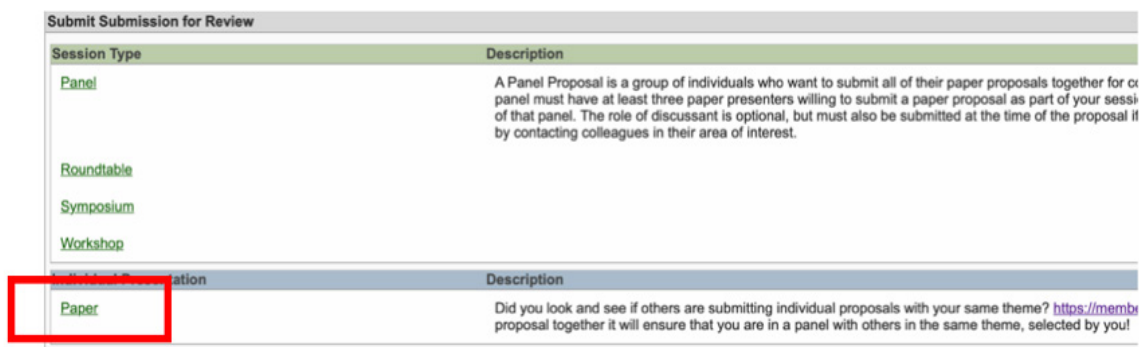 Submit Submission for Review
Session Type Description
Panel A Panel Proposal is a group of individuals who want to submit all of their paper proposals together for
panel must have at least three paper presenters willing to submit a paper proposal as part of your
of that panel. The role of discussant is optional, but must also be submitted at the time of the proposal
by contacting colleagues in their area of interest.
Roundtable
Symposium
Workshop
Individual Presentation Description
Paper Did you look and see if others are submitting individual proposals with your same theme? https://membe
proposal together it will ensure that you are in a panel with others in the same theme, selected by you!